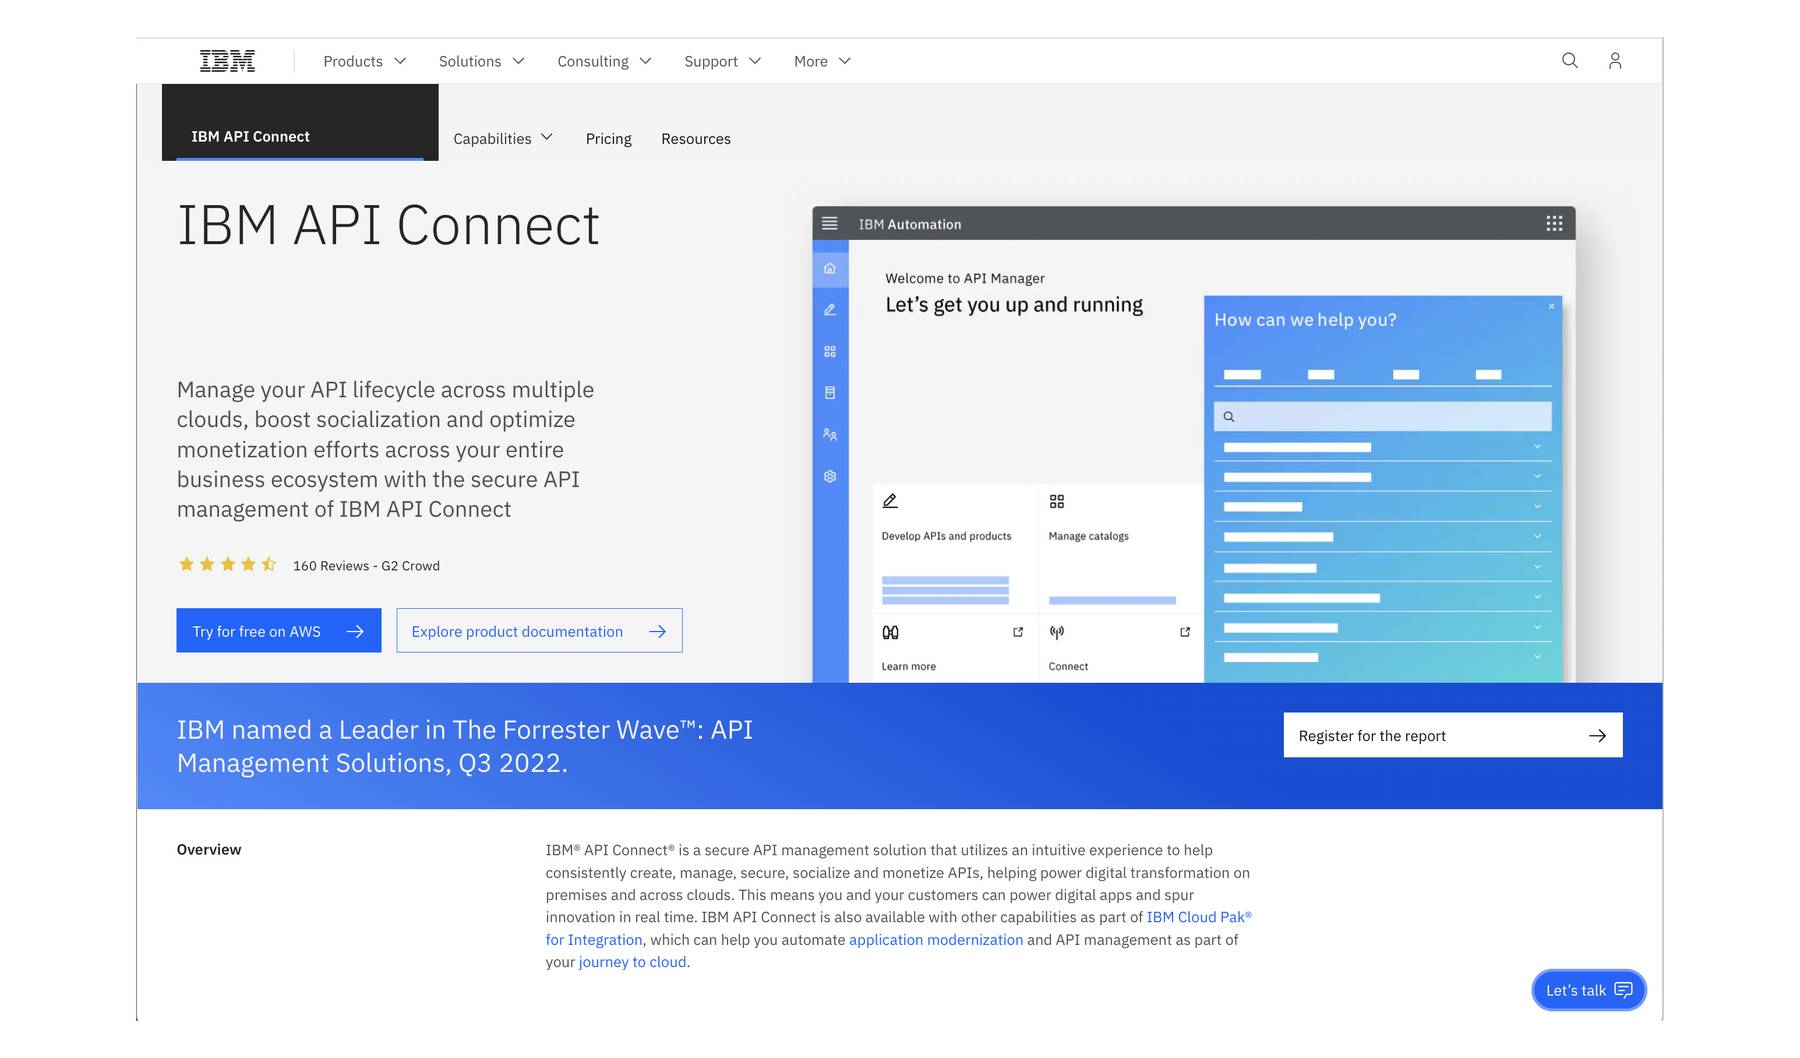 IBM
Products
Solutions
Consulting
Support
More
IBM API Connect
Capabilities
Pricing
Resources
IBM API Connect
Manage your API lifecycle across multiple
clouds, boost socialization and optimize
monetization efforts across your entire
business ecosystem with the secure API
management of IBM API Connect
160 Reviews - G2 Crowd
Try for free on AWS
Explore product documentation
IBM Automation
Welcome to API Manager
Let's get you up and running
How can we help you?
Develop APIs and products
Manage catalogs
Learn more
Connect
IBM named a Leader in The Forrester Wave™: API
Management Solutions, Q3 2022.
Register for the report
Overview
IBM® API Connect® is a secure API management solution that utilizes an intuitive experience to help
consistently create, manage, secure, socialize and monetize APIs, helping power digital transformation on
premises and across clouds. This means you and your customers can power digital apps and spur
innovation in real time. IBM API Connect is also available with other capabilities as part of IBM Cloud Pak®
for Integration, which can help you automate application modernization and API management as part of
your journey to cloud.
Let's talk